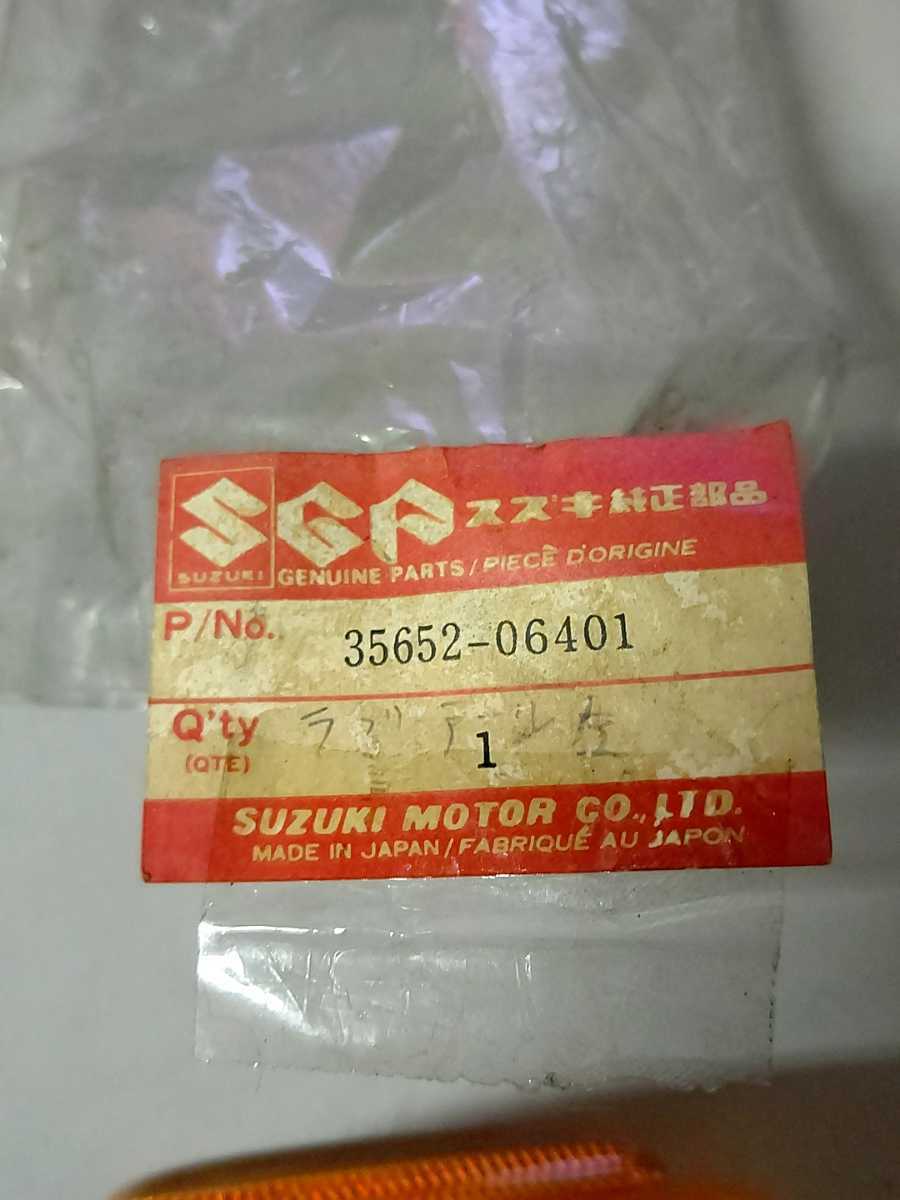 SUZUKI
SGP スズキ純正部品
GENUINE PARTS/PIECE D'ORIGINE
P/No. 35652-06401
Q'ty
(QTE) 1
SUZUKI MOTOR CO.,LTD.
MADE IN JAPAN/FABRIQUÉ AU JAPON